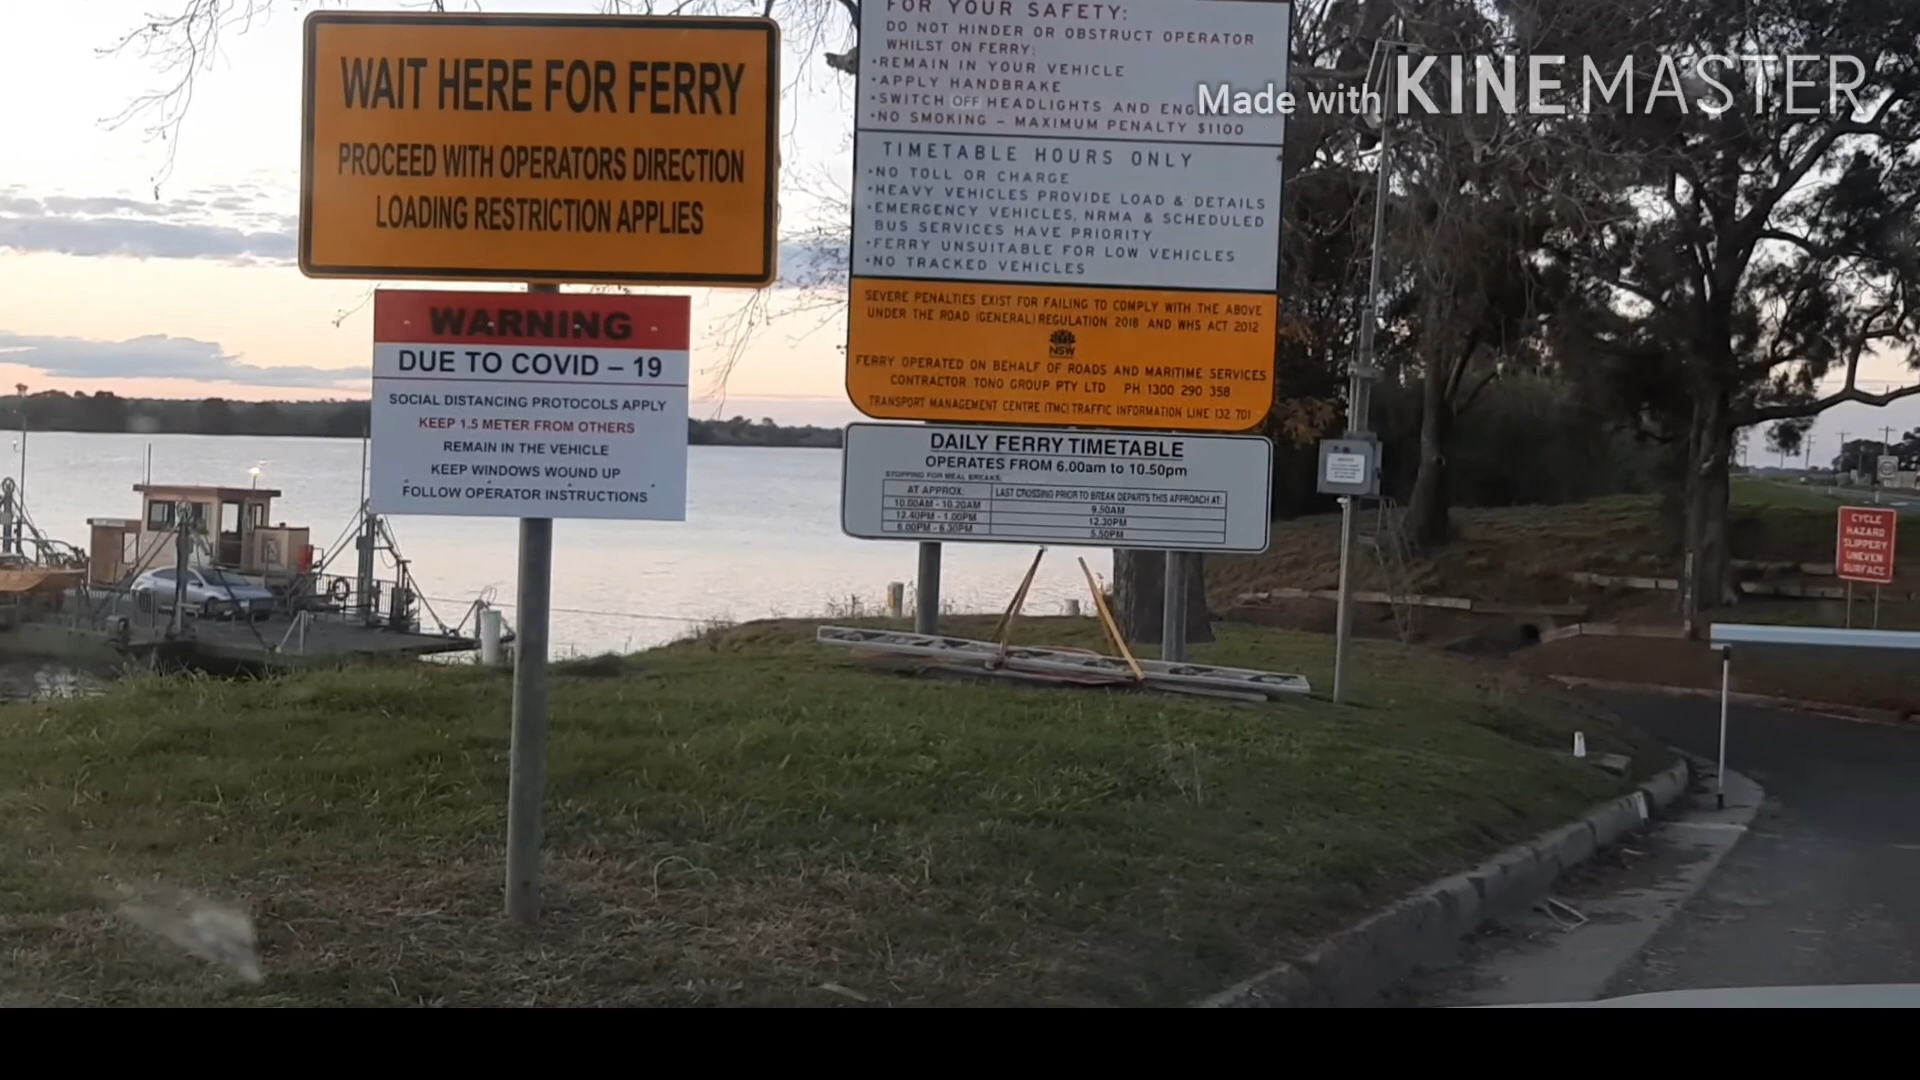 WAIT HERE FOR FERRY
PROCEED WITH OPERATORS DIRECTION
LOADING RESTRICTION APPLIES
WARNING
DUE TO COVID – 19
SOCIAL DISTANCING PROTOCOLS APPLY
KEEP 1.5 METER FROM OTHERS
REMAIN IN THE VEHICLE
KEEP WINDOWS WOUND UP
FOLLOW OPERATOR INSTRUCTIONS
FOR YOUR SAFETY:
DO NOT HINDER OR OBSTRUCT OPERATOR
WHILST ON FERRY:
•REMAIN IN YOUR VEHICLE
•APPLY HANDBRAKE
•SWITCH OFF HEADLIGHTS AND ENG
•NO SMOKING – MAXIMUM PENALTY $1100
TIMETABLE HOURS ONLY
•NO TOLL OR CHARGE
•HEAVY VEHICLES PROVIDE LOAD & DETAILS
•EMERGENCY VEHICLES, NRMA & SCHEDULED
BUS SERVICES HAVE PRIORITY
•FERRY UNSUITABLE FOR LOW VEHICLES
•NO TRACKED VEHICLES
SEVERE PENALTIES EXIST FOR FAILING TO COMPLY WITH THE ABOVE
UNDER THE ROAD (GENERAL) REGULATION 2018 AND WHS ACT 2012
NSW
FERRY OPERATED ON BEHALF OF ROADS AND MARITIME SERVICES
CONTRACTOR: TONO GROUP PTY LTD PH: 1300 290 358
TRANSPORT MANAGEMENT CENTRE (TMC) TRAFFIC INFORMATION LINE 132 701
DAILY FERRY TIMETABLE
OPERATES FROM 6.00am to 10.50pm
STOPPING FOR MEAL BREAKS:
AT APPROX: LAST CROSSING PRIOR TO BREAK DEPARTS THIS APPROACH AT:
10.00AM - 10.20AM 9.50AM
12.40PM - 1.00PM 12.30PM
6.00PM - 6.30PM 5.50PM
Made with KINEMASTER
CYCLE
HAZARD
SLIPPERY
UNEVEN
SURFACE